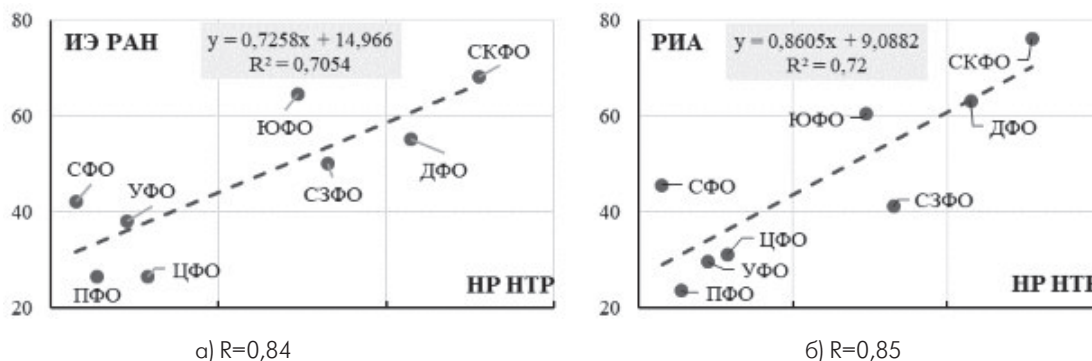 80
ИЭ РАН
y = 0,7258x + 14,966
R² = 0,7054
СКФО
60
ЮФО
ДФО
СЗФО
СФО
УФО
40
ЦФО
ПФО
НР НТР
20
а) R=0,84
80
РИА
y = 0,8605x + 9,0882
R² = 0,72
СКФО
60
ЮФО
ДФО
СФО
СЗФО
40
ЦФО
УФО
ПФО
НР НТР
20
б) R=0,85